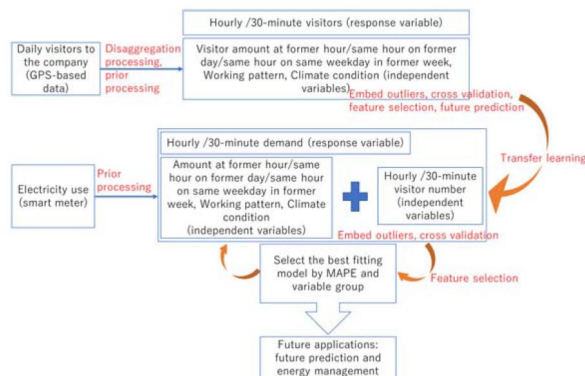 Hourly /30-minute visitors (response variable)
Daily visitors to
the company
(GPS-based
data)
Disaggregation
processing,
prior
processing
Visitor amount at former hour/same hour on former
day/same hour on same weekday in former week,
Working pattern, Climate condition (independent
variables)
Embed outliers, cross validation,
feature selection, future prediction
Transfer learning
Hourly /30-minute demand (response variable)
Electricity use
(smart meter)
Prior
processing
Amount at former hour/same
hour on former day/same hour
on same weekday in former
week, Working pattern, Climate
condition
(independent variables)
Hourly /30-minute
visitor number
(independent
variables)
Embed outliers, cross validation
Feature selection
Select the best fitting
model by MAPE and
variable group
Future applications:
future prediction and
energy management